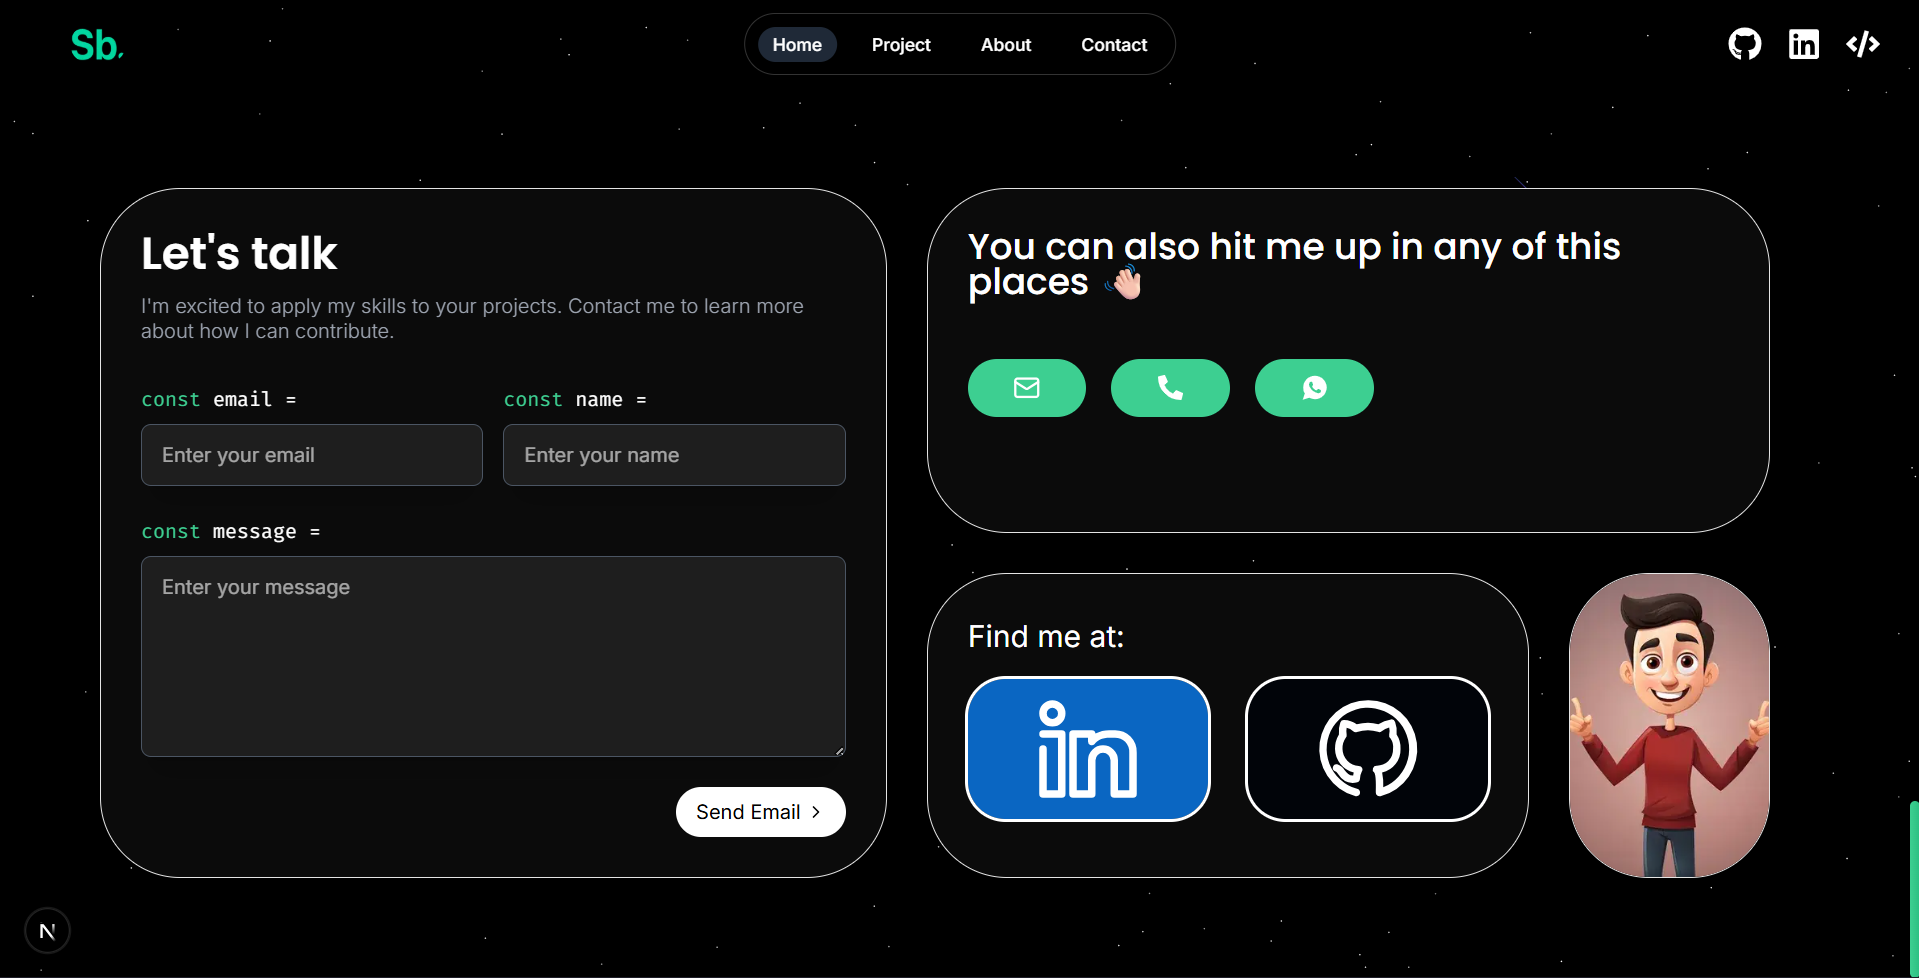 Sb.
Home Project About Contact
Let's talk
I'm excited to apply my skills to your projects. Contact me to learn more
about how I can contribute.
const email =
const name =
Enter your email
Enter your name
const message =
Enter your message
Send Email
You can also hit me up in any of this
places
Find me at:
in
N